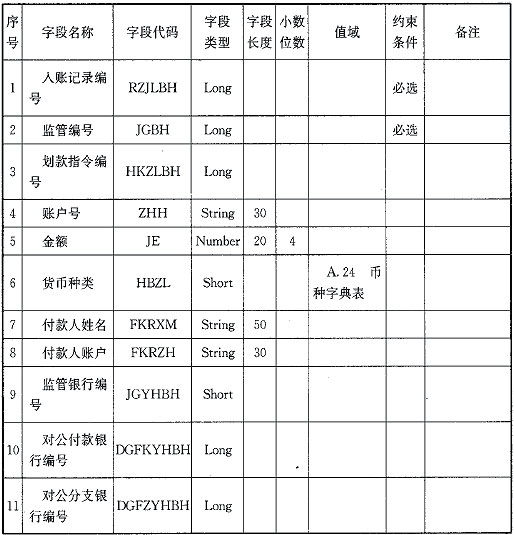 序号 字段名称 字段代码 字段类型 字段长度 小数位数 值域 约束条件 备注
1 入账记录编号 RZJLBH Long 必选
2 监管编号 JGBH Long 必选
3 划款指令编号 HKZLBH Long
4 账户号 ZHH String 30
5 金额 JE Number 20 4
6 货币种类 HBZL Short A.24 币种字典表
7 付款人姓名 FKRXM String 50
8 付款人账户 FKRZH String 30
9 监管银行编号 JGYHBH Short
10 对公付款银行编号 DGFKYHBH Long
11 对公分支银行编号 DGFZYHBH Long